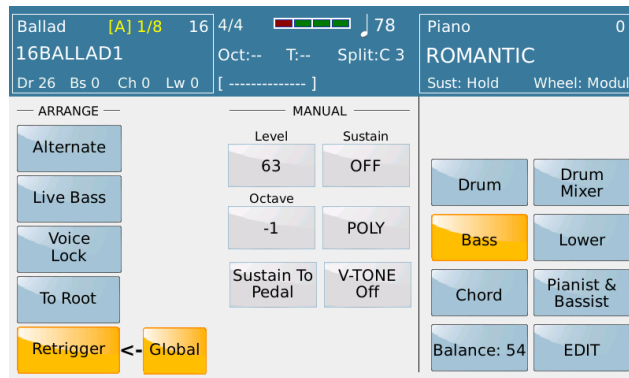 Ballad [A] 1/8 16
16BALLAD1
Dr 26 Bs 0 Ch 0 Lw 0
4/4 78
Oct:-- T:-- Split:C 3
[ -------------- ]
Piano 0
ROMANTIC
Sust: Hold Wheel: Modul
ARRANGE
Alternate
Live Bass
Voice
Lock
To Root
Retrigger <- Global
MANUAL
Level Sustain
63 OFF
Octave
-1 POLY
Sustain To
Pedal
V-TONE
Off
Drum
Drum
Mixer
Bass
Lower
Chord
Pianist &
Bassist
Balance: 54
EDIT